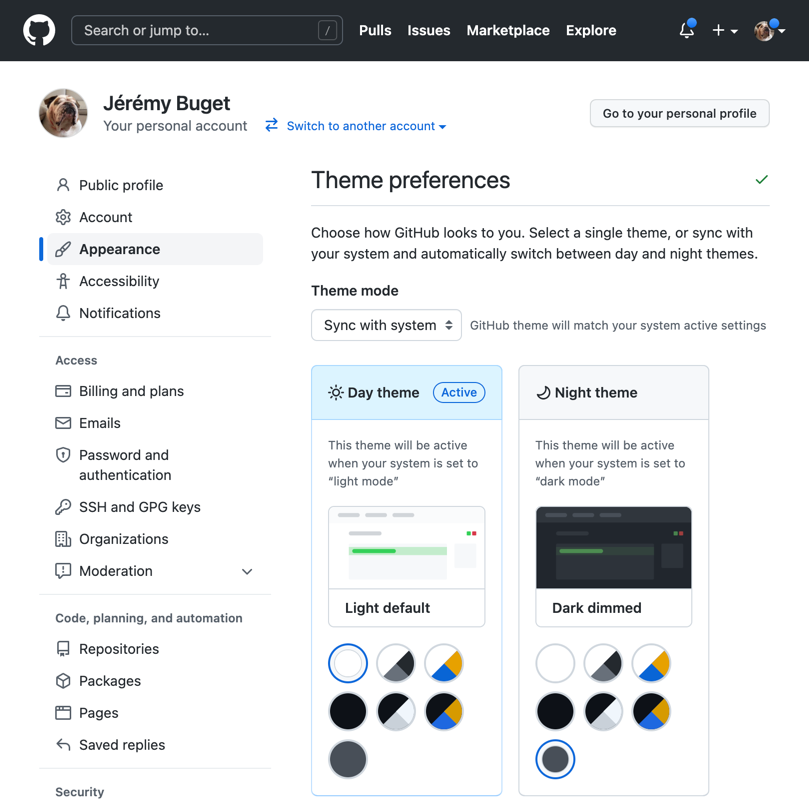 Search or jump to...
/
Pulls
Issues
Marketplace
Explore
Jérémy Buget
Your personal account
Switch to another account
Go to your personal profile
Public profile
Account
Appearance
Accessibility
Notifications
Access
Billing and plans
Emails
Password and
authentication
SSH and GPG keys
Organizations
Moderation
Code, planning, and automation
Repositories
Packages
Pages
Saved replies
Security
Theme preferences
Choose how GitHub looks to you. Select a single theme, or sync with
your system and automatically switch between day and night themes.
Theme mode
Sync with system
GitHub theme will match your system active settings
Day theme
Active
This theme will be active
when your system is set to
“light mode”
Light default
Night theme
This theme will be active
when your system is set to
“dark mode”
Dark dimmed